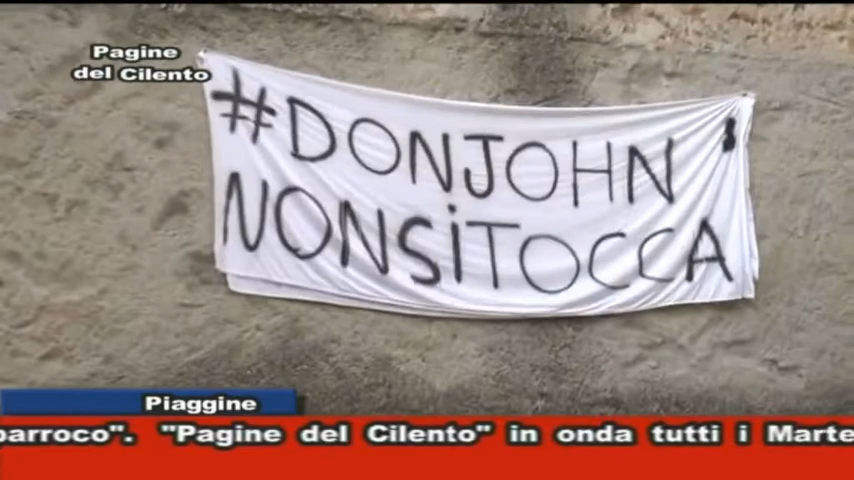 Pagine
del Cilento
#DONJOHN'
NONSiTOCCA
Piaggine
parroco". "Pagine del Cilento" in onda tutti i Marte